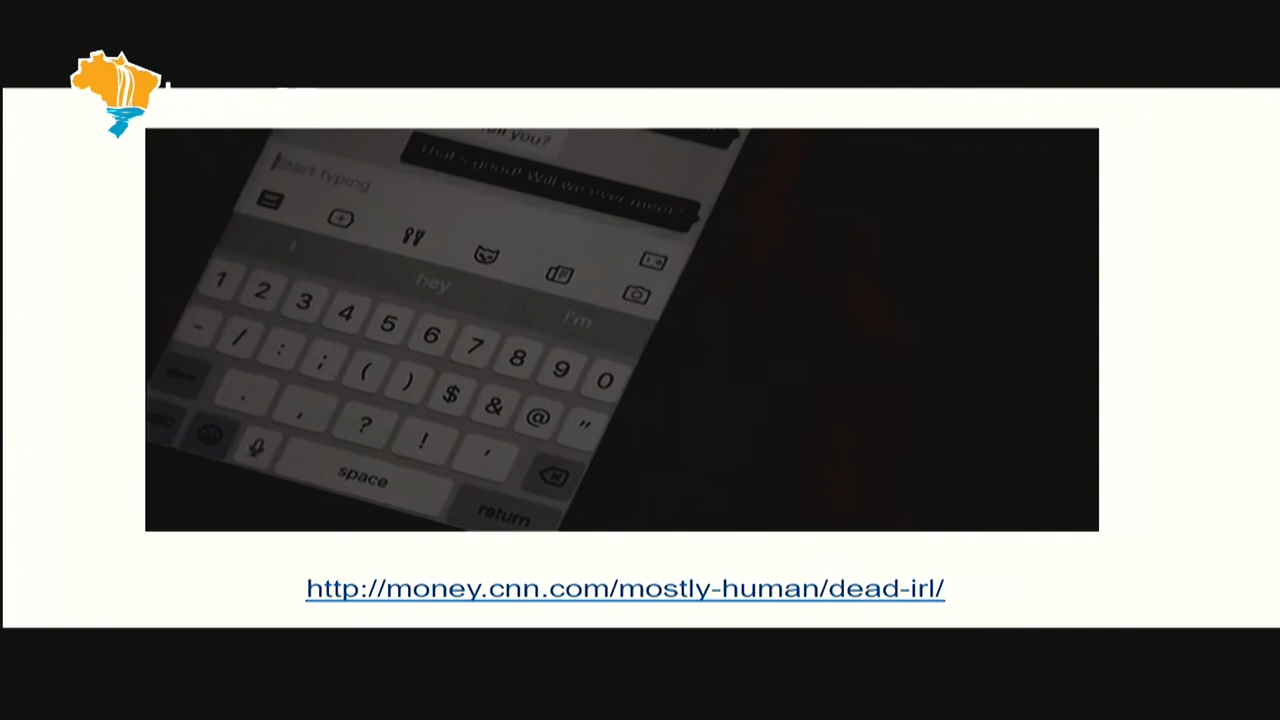 you?
That's good! Will we ever meet?
Start typing
I
hey
I'm
1 2 3 4 5 6 7 8 9 0
- / : ; ( ) $ & @ "
. , ? ! '
space
return
http://money.cnn.com/mostly-human/dead-irl/